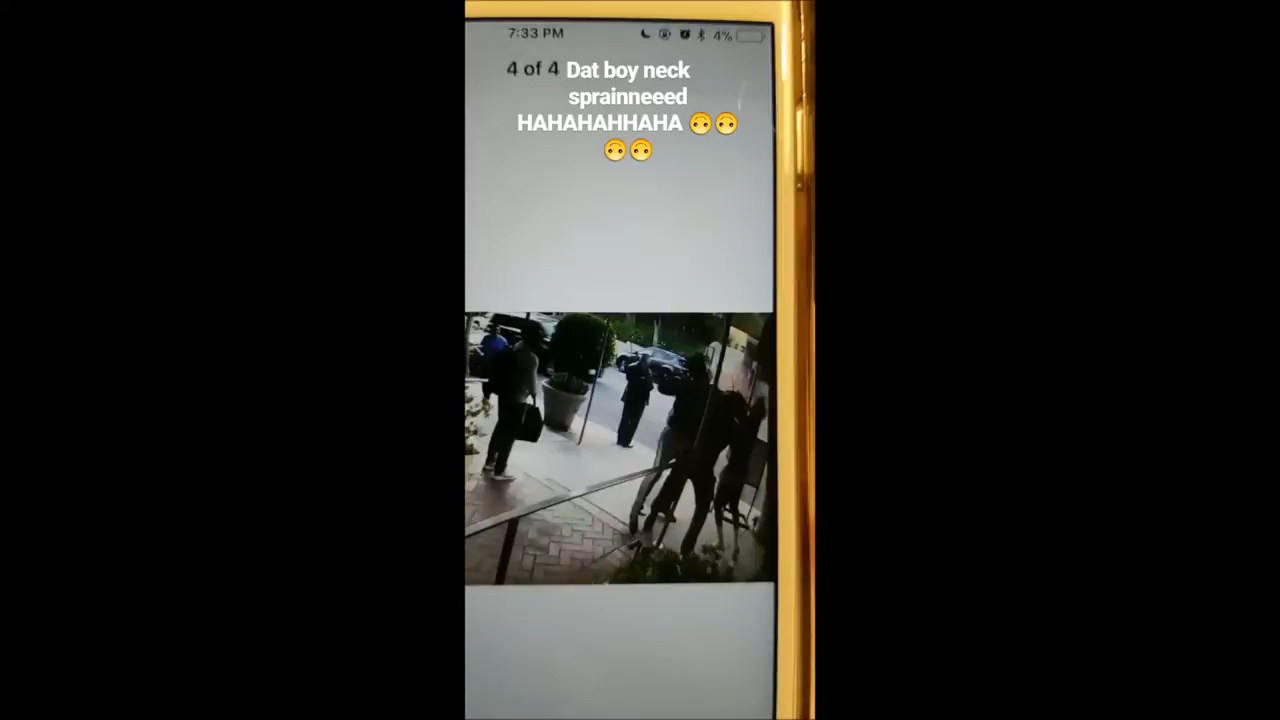 7:33 PM 4%
4 of 4
Dat boy neck
sprainneeed
HAHAHAHHAHA 🙃🙃
🙃🙃